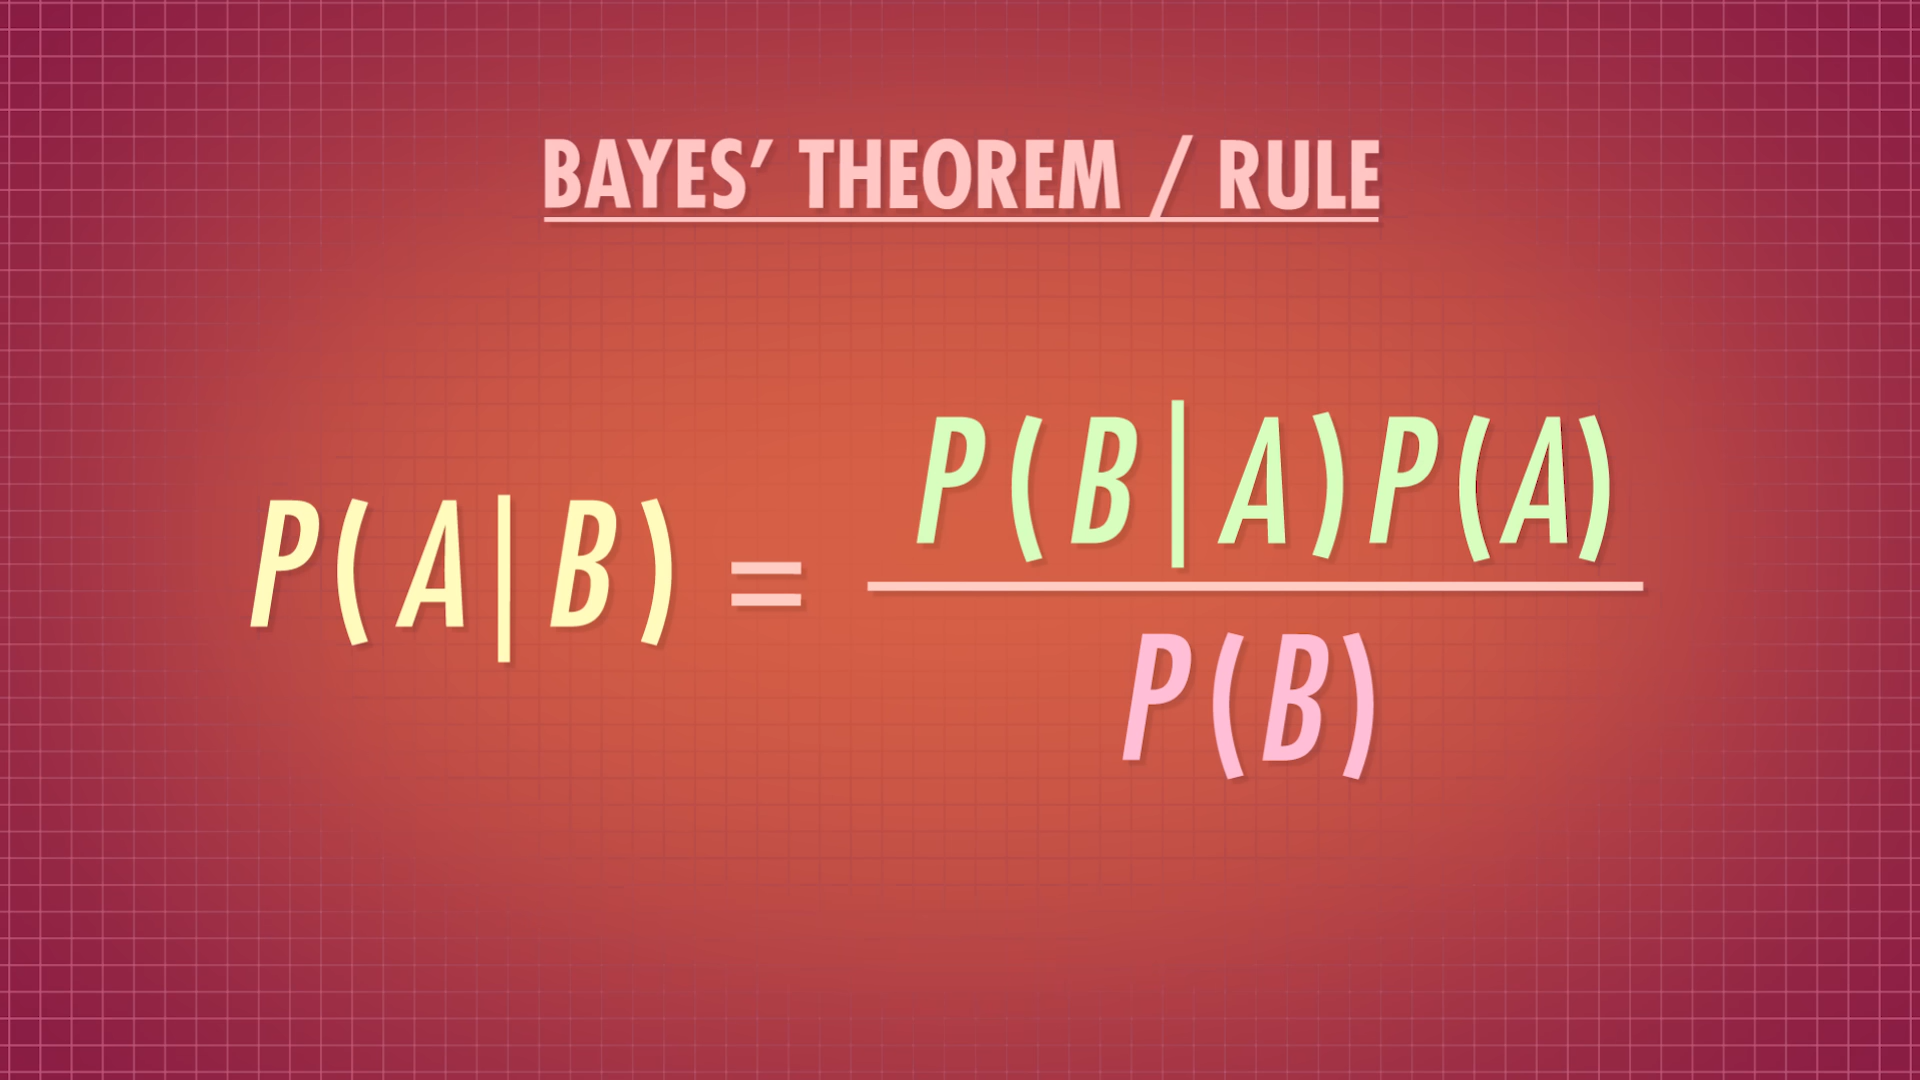 BAYES’ THEOREM / RULE
P(A|B) = P(B|A)P(A)
P(B)